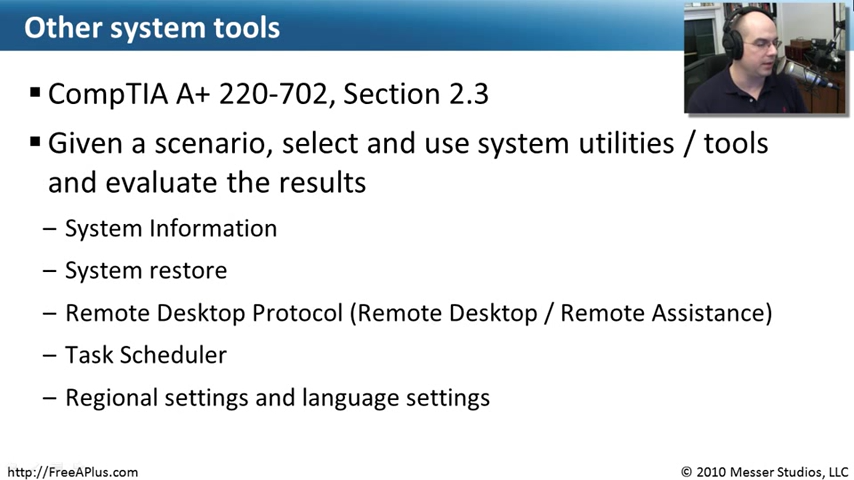 Other system tools
▪ CompTIA A+ 220-702, Section 2.3
▪ Given a scenario, select and use system utilities / tools
and evaluate the results
– System Information
– System restore
– Remote Desktop Protocol (Remote Desktop / Remote Assistance)
– Task Scheduler
– Regional settings and language settings
http://FreeAPlus.com
© 2010 Messer Studios, LLC